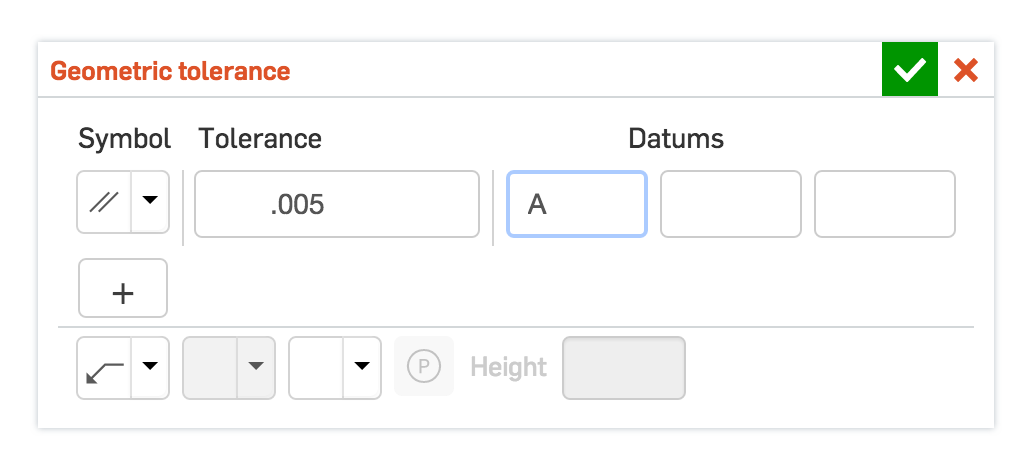 Geometric tolerance
Symbol Tolerance Datums
.005 A
+
P Height